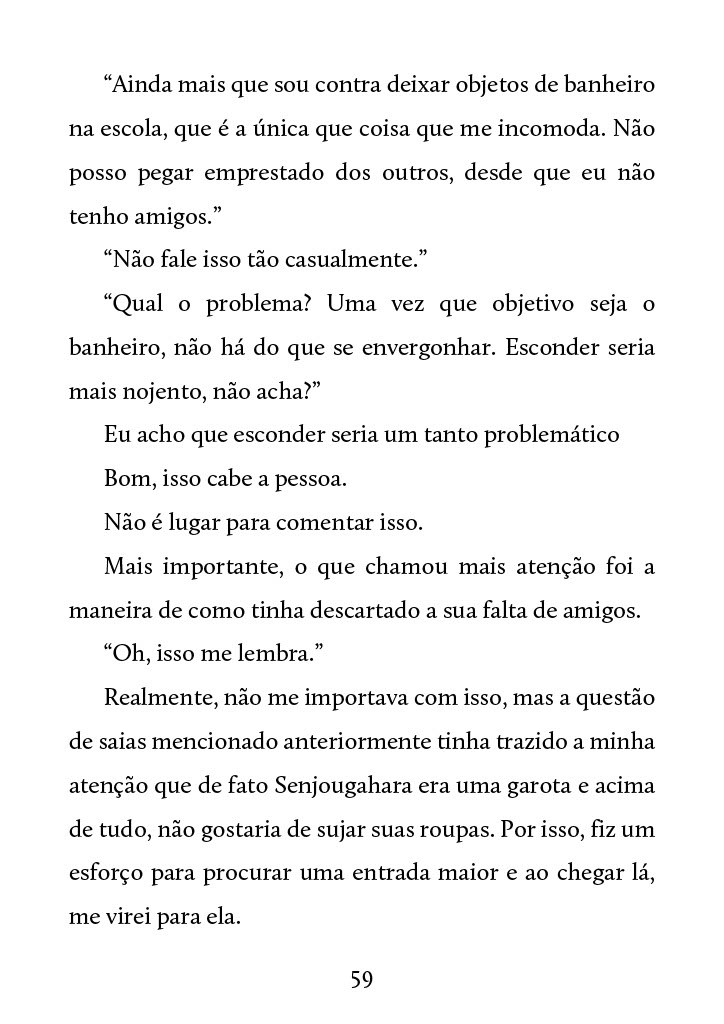 “Ainda mais que sou contra deixar objetos de banheiro
na escola, que é a única que coisa que me incomoda. Não
posso pegar emprestado dos outros, desde que eu não
tenho amigos.”
“Não fale isso tão casualmente.”
“Qual o problema? Uma vez que objetivo seja o
banheiro, não há do que se envergonhar. Esconder seria
mais nojento, não acha?”
Eu acho que esconder seria um tanto problemático
Bom, isso cabe a pessoa.
Não é lugar para comentar isso.
Mais importante, o que chamou mais atenção foi a
maneira de como tinha descartado a sua falta de amigos.
“Oh, isso me lembra.”
Realmente, não me importava com isso, mas a questão
de saias mencionado anteriormente tinha trazido a minha
atenção que de fato Senjougahara era uma garota e acima
de tudo, não gostaria de sujar suas roupas. Por isso, fiz um
esforço para procurar uma entrada maior e ao chegar lá,
me virei para ela.
59